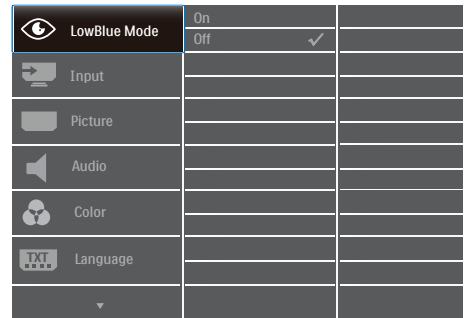 LowBlue Mode
On
Off
Input
Picture
Audio
Color
TXT
Language